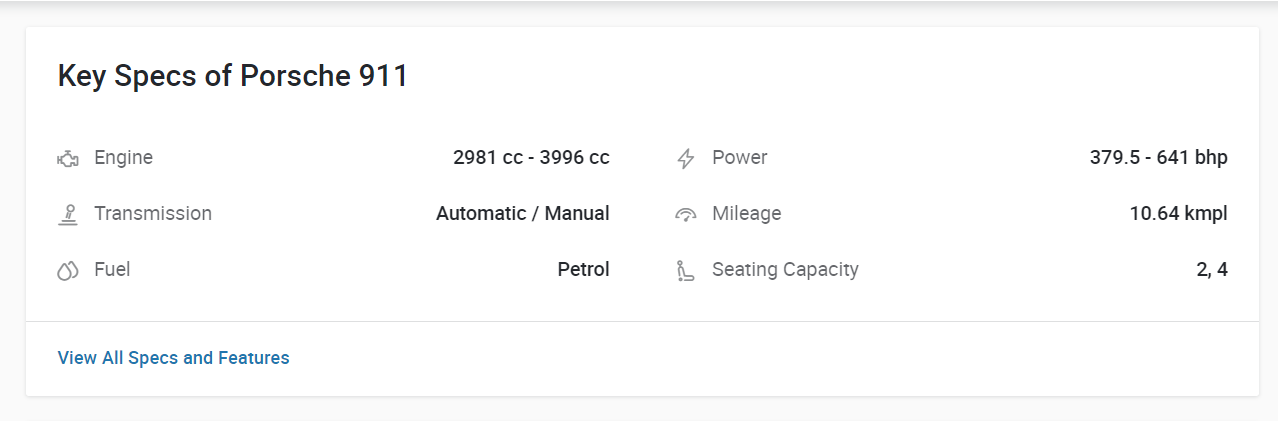 Key Specs of Porsche 911
Engine 2981 cc - 3996 cc Power 379.5 - 641 bhp
Transmission Automatic / Manual Mileage 10.64 kmpl
Fuel Petrol Seating Capacity 2, 4
View All Specs and Features